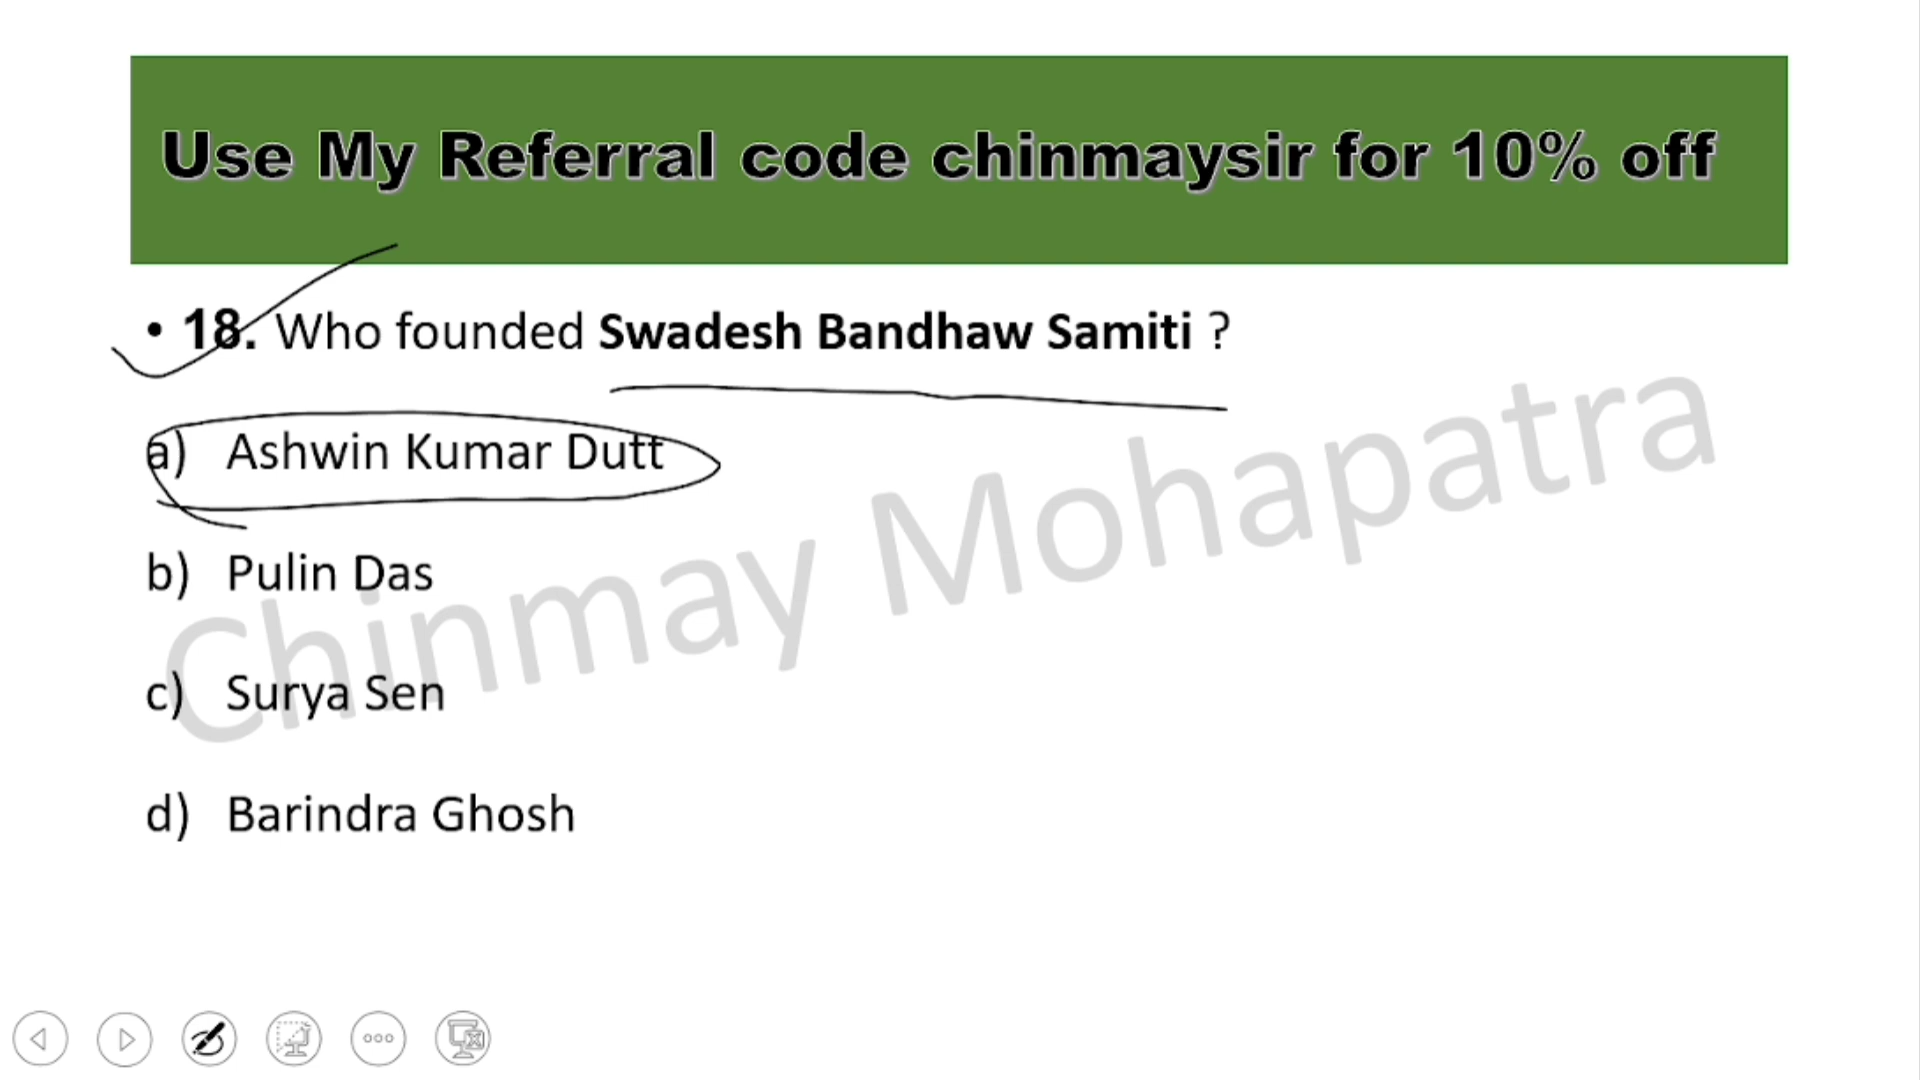 Use My Referral code chinmaysir for 10% off
• 18. Who founded Swadesh Bandhaw Samiti ?
a) Ashwin Kumar Dutt
b) Pulin Das
c) Surya Sen
d) Barindra Ghosh
Chinmay Mohapatra